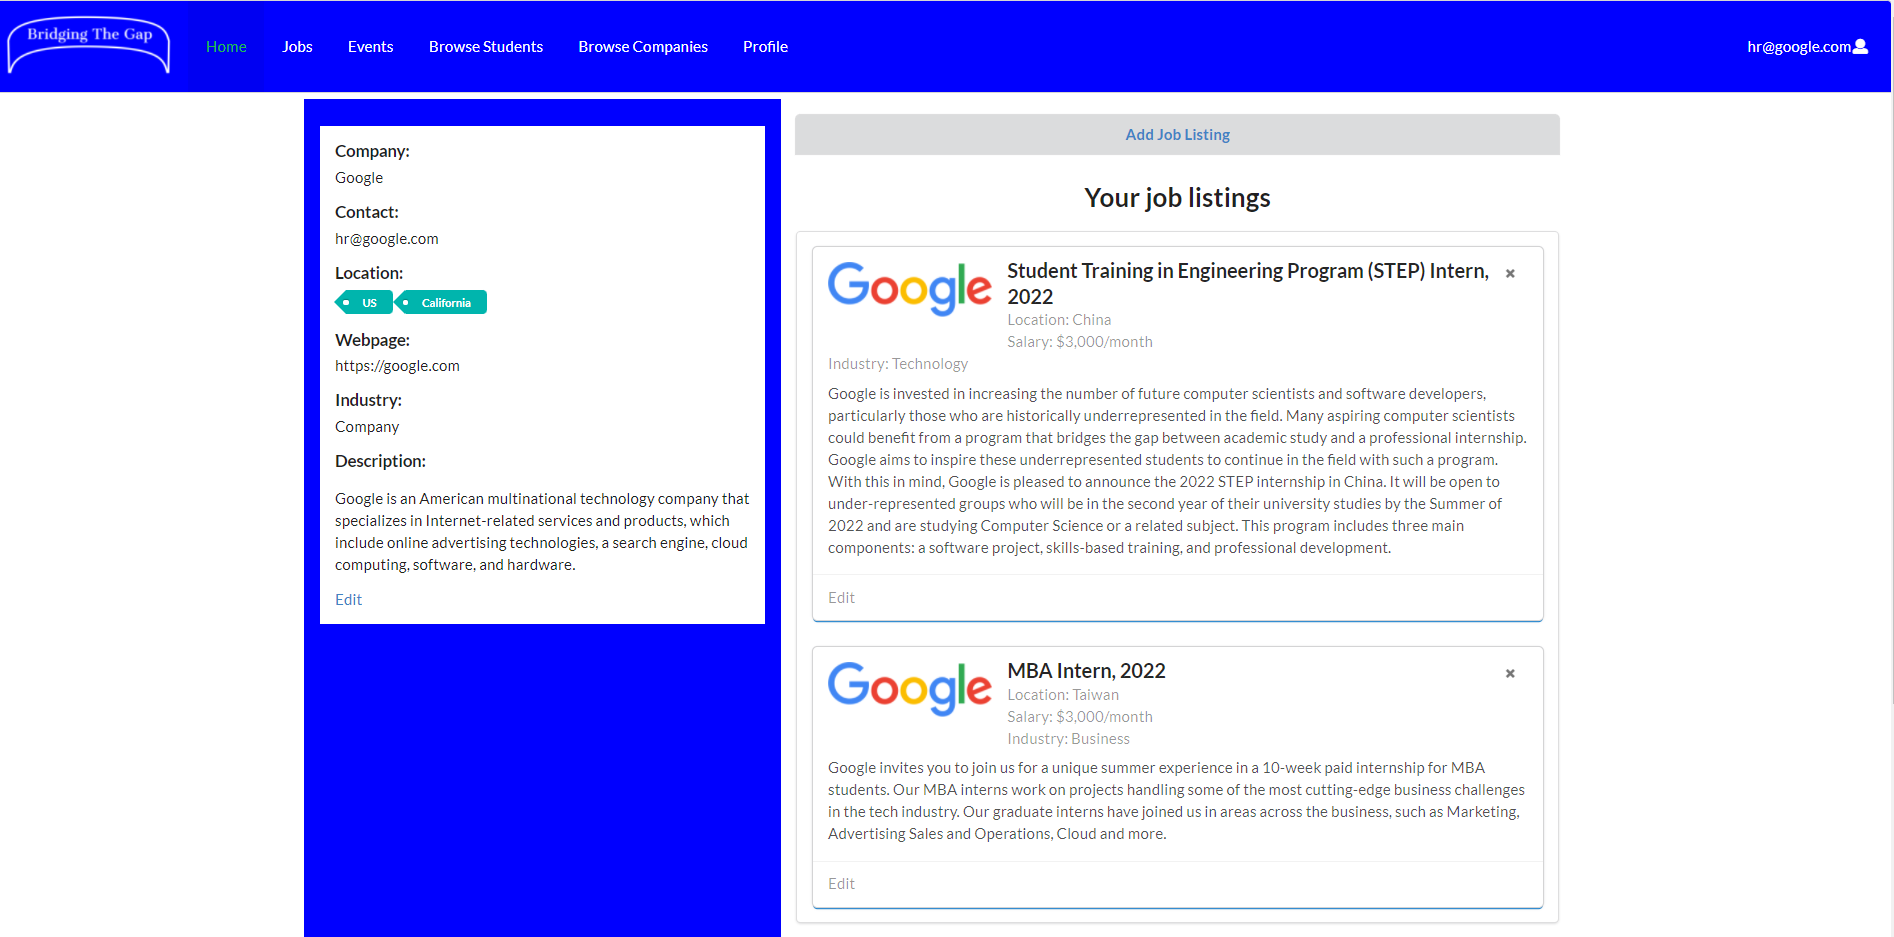 Bridging The Gap
Home
Jobs
Events
Browse Students
Browse Companies
Profile
hr@google.com
Company:
Google
Contact:
hr@google.com
Location:
US
California
Webpage:
https://google.com
Industry:
Company
Description:
Google is an American multinational technology company that
specializes in Internet-related services and products, which
include online advertising technologies, a search engine, cloud
computing, software, and hardware.
Edit
Add Job Listing
Your job listings
Google
Student Training in Engineering Program (STEP) Intern,
2022
Location: China
Salary: $3,000/month
Industry: Technology
Google is invested in increasing the number of future computer scientists and software developers,
particularly those who are historically underrepresented in the field. Many aspiring computer scientists
could benefit from a program that bridges the gap between academic study and a professional internship.
Google aims to inspire these underrepresented students to continue in the field with such a program.
With this in mind, Google is pleased to announce the 2022 STEP internship in China. It will be open to
under-represented groups who will be in the second year of their university studies by the Summer of
2022 and are studying Computer Science or a related subject. This program includes three main
components: a software project, skills-based training, and professional development.
Edit
Google
MBA Intern, 2022
Location: Taiwan
Salary: $3,000/month
Industry: Business
Google invites you to join us for a unique summer experience in a 10-week paid internship for MBA
students. Our MBA interns work on projects handling some of the most cutting-edge business challenges
in the tech industry. Our graduate interns have joined us in areas across the business, such as Marketing,
Advertising Sales and Operations, Cloud and more.
Edit